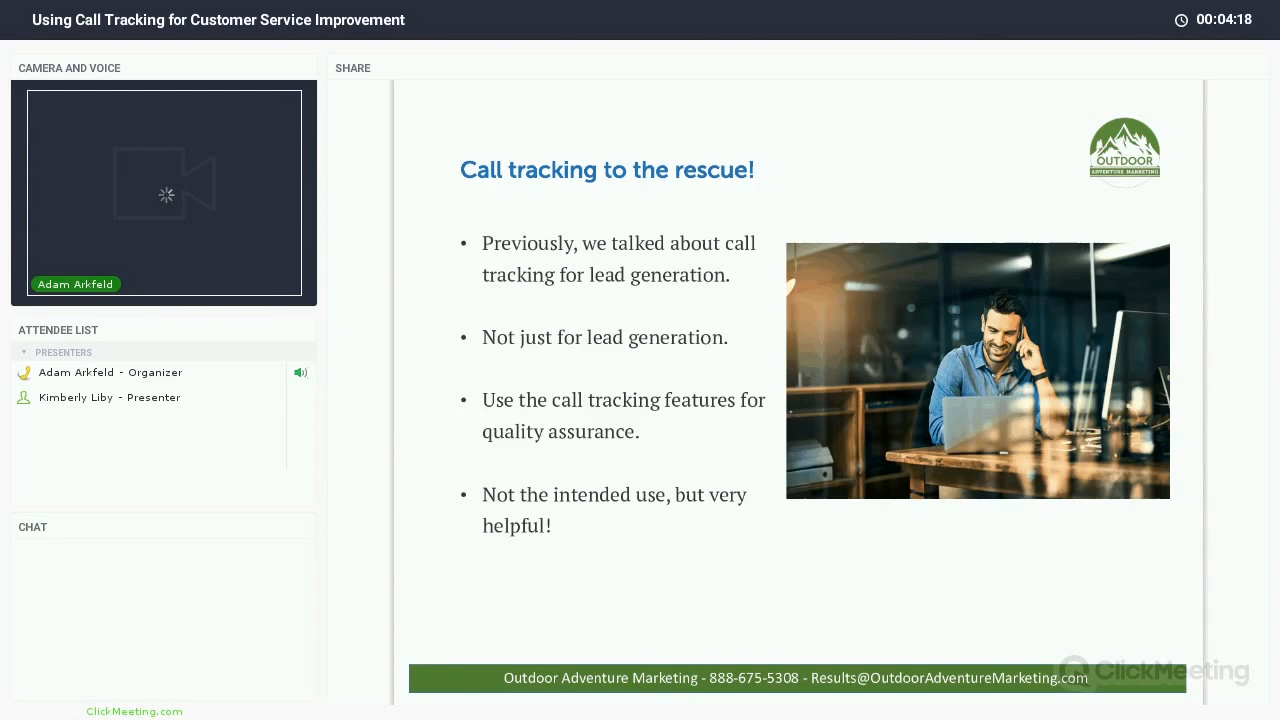 Using Call Tracking for Customer Service Improvement
00:04:18
CAMERA AND VOICE
Adam Arkfeld
ATTENDEE LIST
PRESENTERS
Adam Arkfeld - Organizer
Kimberly Liby - Presenter
CHAT
ClickMeeting.com
SHARE
OUTDOOR
ADVENTURE MARKETING
Call tracking to the rescue!
• Previously, we talked about call
tracking for lead generation.
• Not just for lead generation.
• Use the call tracking features for
quality assurance.
• Not the intended use, but very
helpful!
Outdoor Adventure Marketing - 888-675-5308 - Results@OutdoorAdventureMarketing.com
ClickMeeting